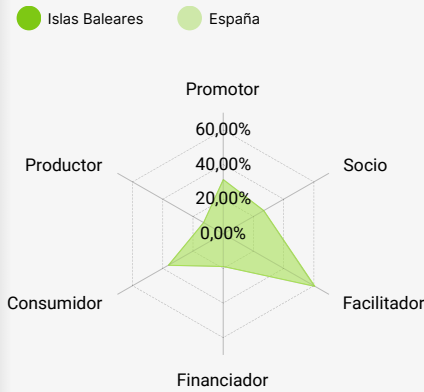 Islas Baleares España
Promotor
60,00%
Productor 40,00% Socio
20,00%
0,00%
Consumidor Facilitador
Financiador